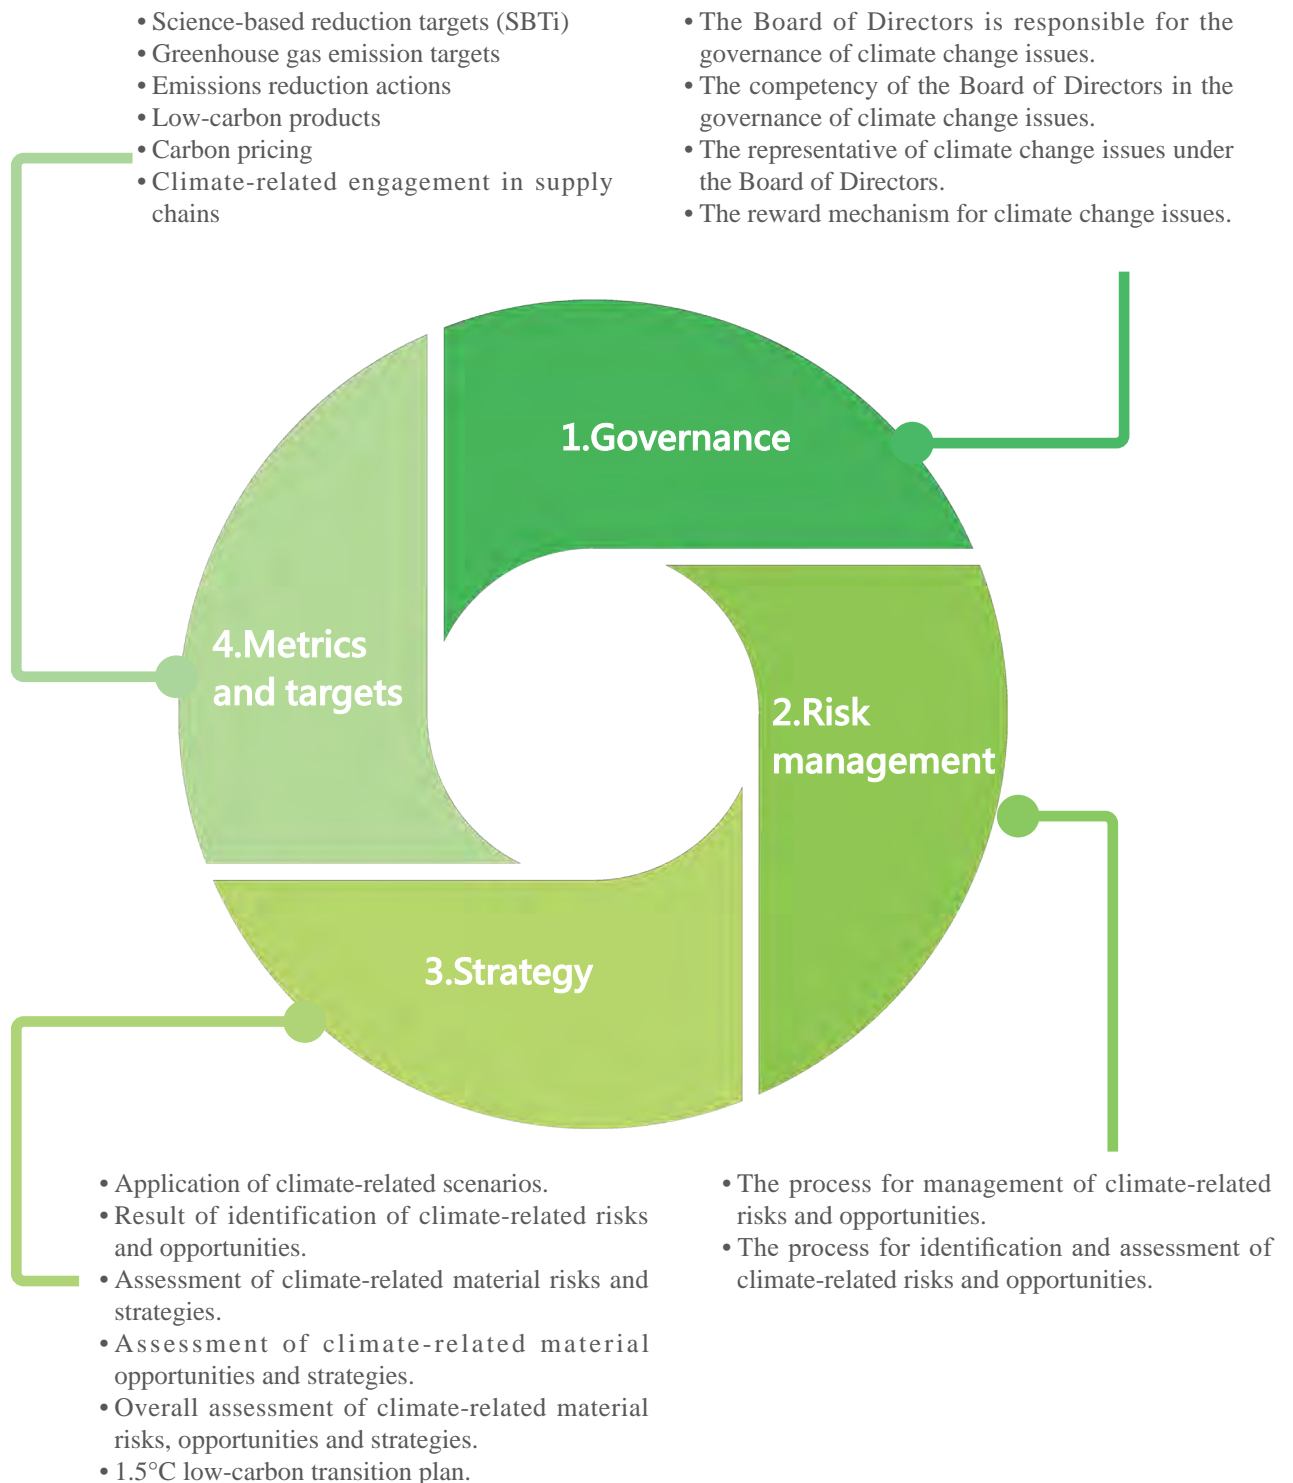 • Science-based reduction targets (SBTi)
• Greenhouse gas emission targets
• Emissions reduction actions
• Low-carbon products
• Carbon pricing
• Climate-related engagement in supply
chains
• The Board of Directors is responsible for the
governance of climate change issues.
• The competency of the Board of Directors in the
governance of climate change issues.
• The representative of climate change issues under
the Board of Directors.
• The reward mechanism for climate change issues.
1.Governance
4.Metrics
and targets
2.Risk
management
3.Strategy
• Application of climate-related scenarios.
• Result of identification of climate-related risks
and opportunities.
• Assessment of climate-related material risks and
strategies.
• Assessment of climate-related material
opportunities and strategies.
• Overall assessment of climate-related material
risks, opportunities and strategies.
• 1.5°C low-carbon transition plan.
• The process for management of climate-related
risks and opportunities.
• The process for identification and assessment of
climate-related risks and opportunities.